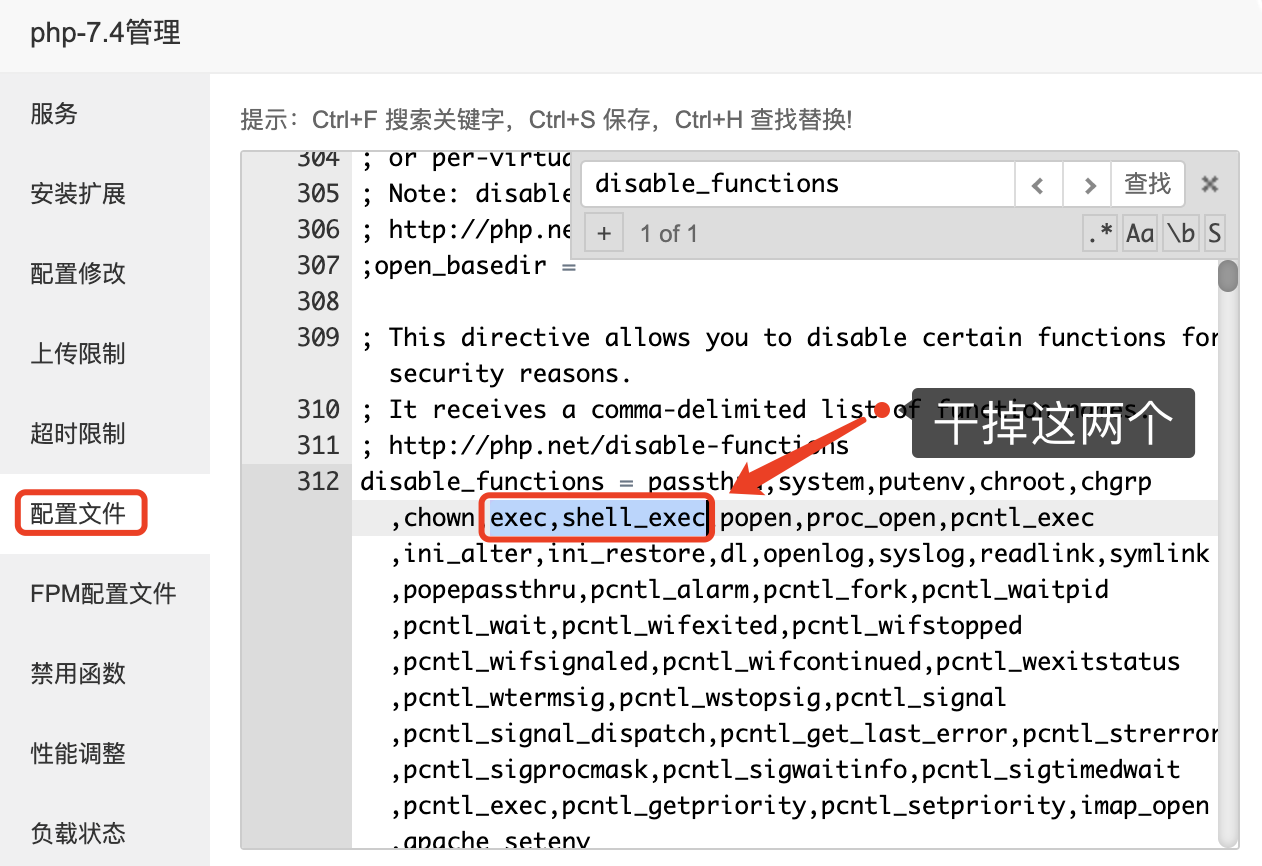 php-7.4管理
服务
安装扩展
配置修改
上传限制
超时限制
配置文件
FPM配置文件
禁用函数
性能调整
负载状态
提示：Ctrl+F 搜索关键字，Ctrl+S 保存，Ctrl+H 查找替换!
disable_functions
查找
+ 1 of 1 .* Aa \b S
304 ; or per-virtua
305 ; Note: disable
306 ; http://php.ne
307 ;open_basedir =
308
309 ; This directive allows you to disable certain functions for
security reasons.
310 ; It receives a comma-delimited list of function names.
干掉这两个
311 ; http://php.net/disable-functions
312 disable_functions = passthru,system,putenv,chroot,chgrp
,chown,exec,shell_exec,popen,proc_open,pcntl_exec
,ini_alter,ini_restore,dl,openlog,syslog,readlink,symlink
,popepassthru,pcntl_alarm,pcntl_fork,pcntl_waitpid
,pcntl_wait,pcntl_wifexited,pcntl_wifstopped
,pcntl_wifsignaled,pcntl_wifcontinued,pcntl_wexitstatus
,pcntl_wtermsig,pcntl_wstopsig,pcntl_signal
,pcntl_signal_dispatch,pcntl_get_last_error,pcntl_strerror
,pcntl_sigprocmask,pcntl_sigwaitinfo,pcntl_sigtimedwait
,pcntl_exec,pcntl_getpriority,pcntl_setpriority,imap_open
,apache_setenv